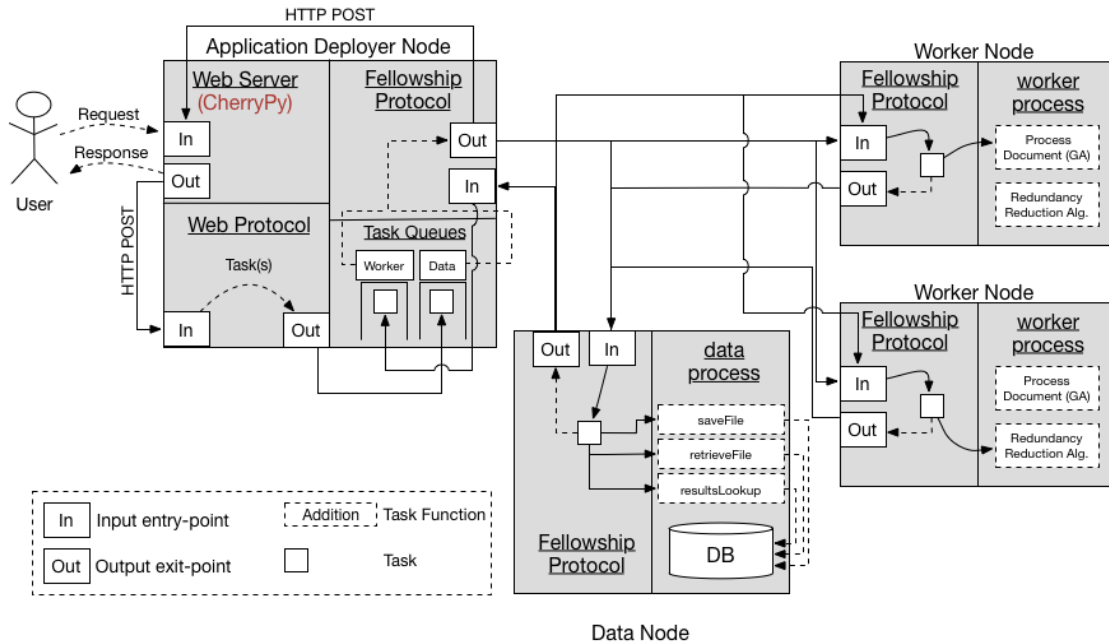 HTTP POST
Application Deployer Node
Web Server
(CherryPy)
Fellowship
Protocol
Request
Response
User
In
Out
Out
In
HTTP POST
Web Protocol
Task(s)
In
Out
Task Queues
Worker
Data
Worker Node
Fellowship
Protocol
worker
process
In
Out
Process
Document (GA)
Redundancy
Reduction Alg.
Worker Node
Fellowship
Protocol
worker
process
In
Out
Process
Document (GA)
Redundancy
Reduction Alg.
Out
In
data
process
saveFile
retrieveFile
resultsLookup
DB
Fellowship
Protocol
Data Node
In
Input entry-point
Addition
Task Function
Out
Output exit-point
Task